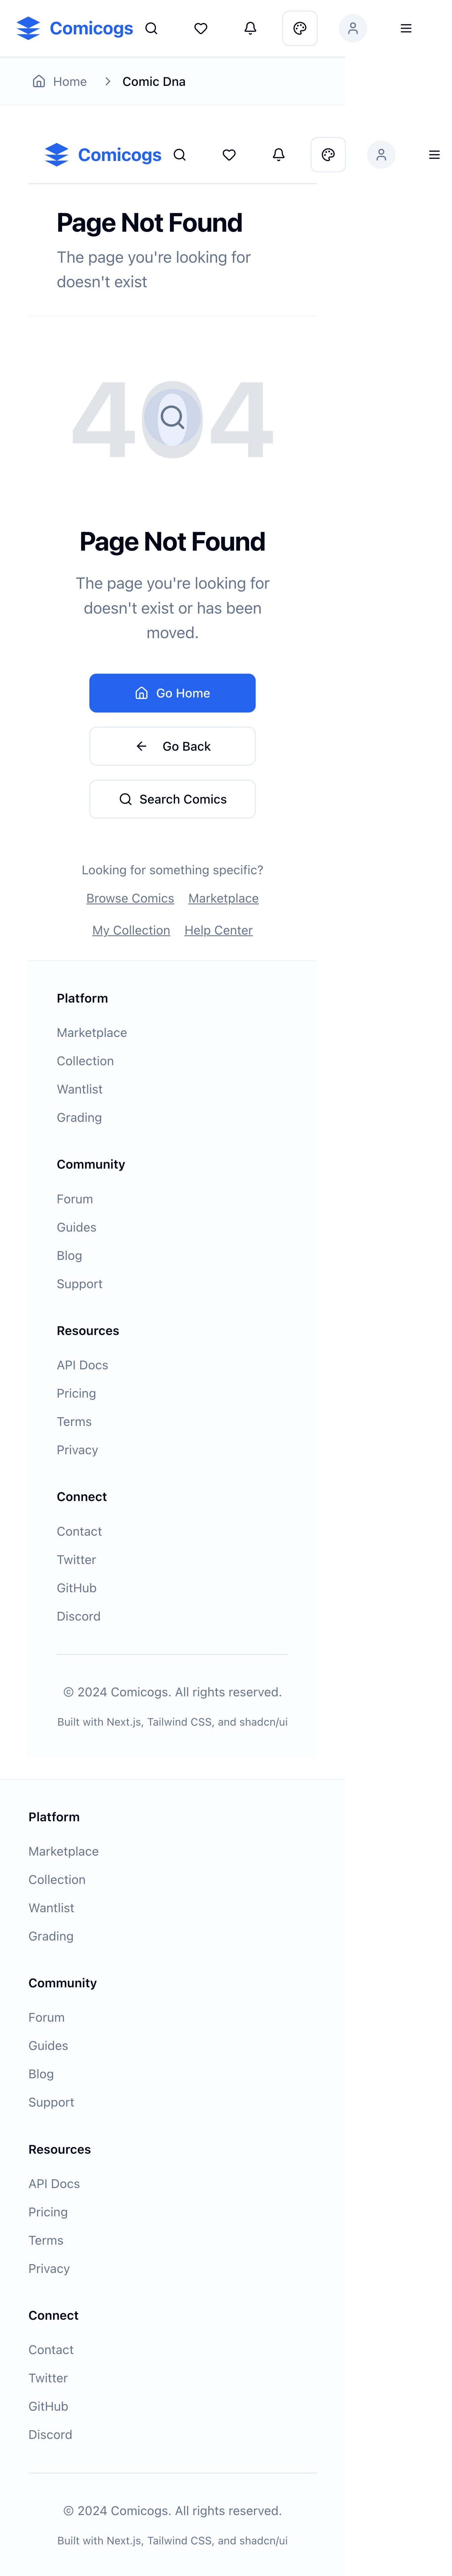 Comicogs
Home > Comic Dna
Comicogs
Page Not Found
The page you're looking for
doesn't exist
404
Page Not Found
The page you're looking for
doesn't exist or has been
moved.
Go Home
Go Back
Search Comics
Looking for something specific?
Browse Comics Marketplace
My Collection Help Center
Platform
Marketplace
Collection
Wantlist
Grading
Community
Forum
Guides
Blog
Support
Resources
API Docs
Pricing
Terms
Privacy
Connect
Contact
Twitter
GitHub
Discord
© 2024 Comicogs. All rights reserved.
Built with Next.js, Tailwind CSS, and shadcn/ui
Platform
Marketplace
Collection
Wantlist
Grading
Community
Forum
Guides
Blog
Support
Resources
API Docs
Pricing
Terms
Privacy
Connect
Contact
Twitter
GitHub
Discord
© 2024 Comicogs. All rights reserved.
Built with Next.js, Tailwind CSS, and shadcn/ui